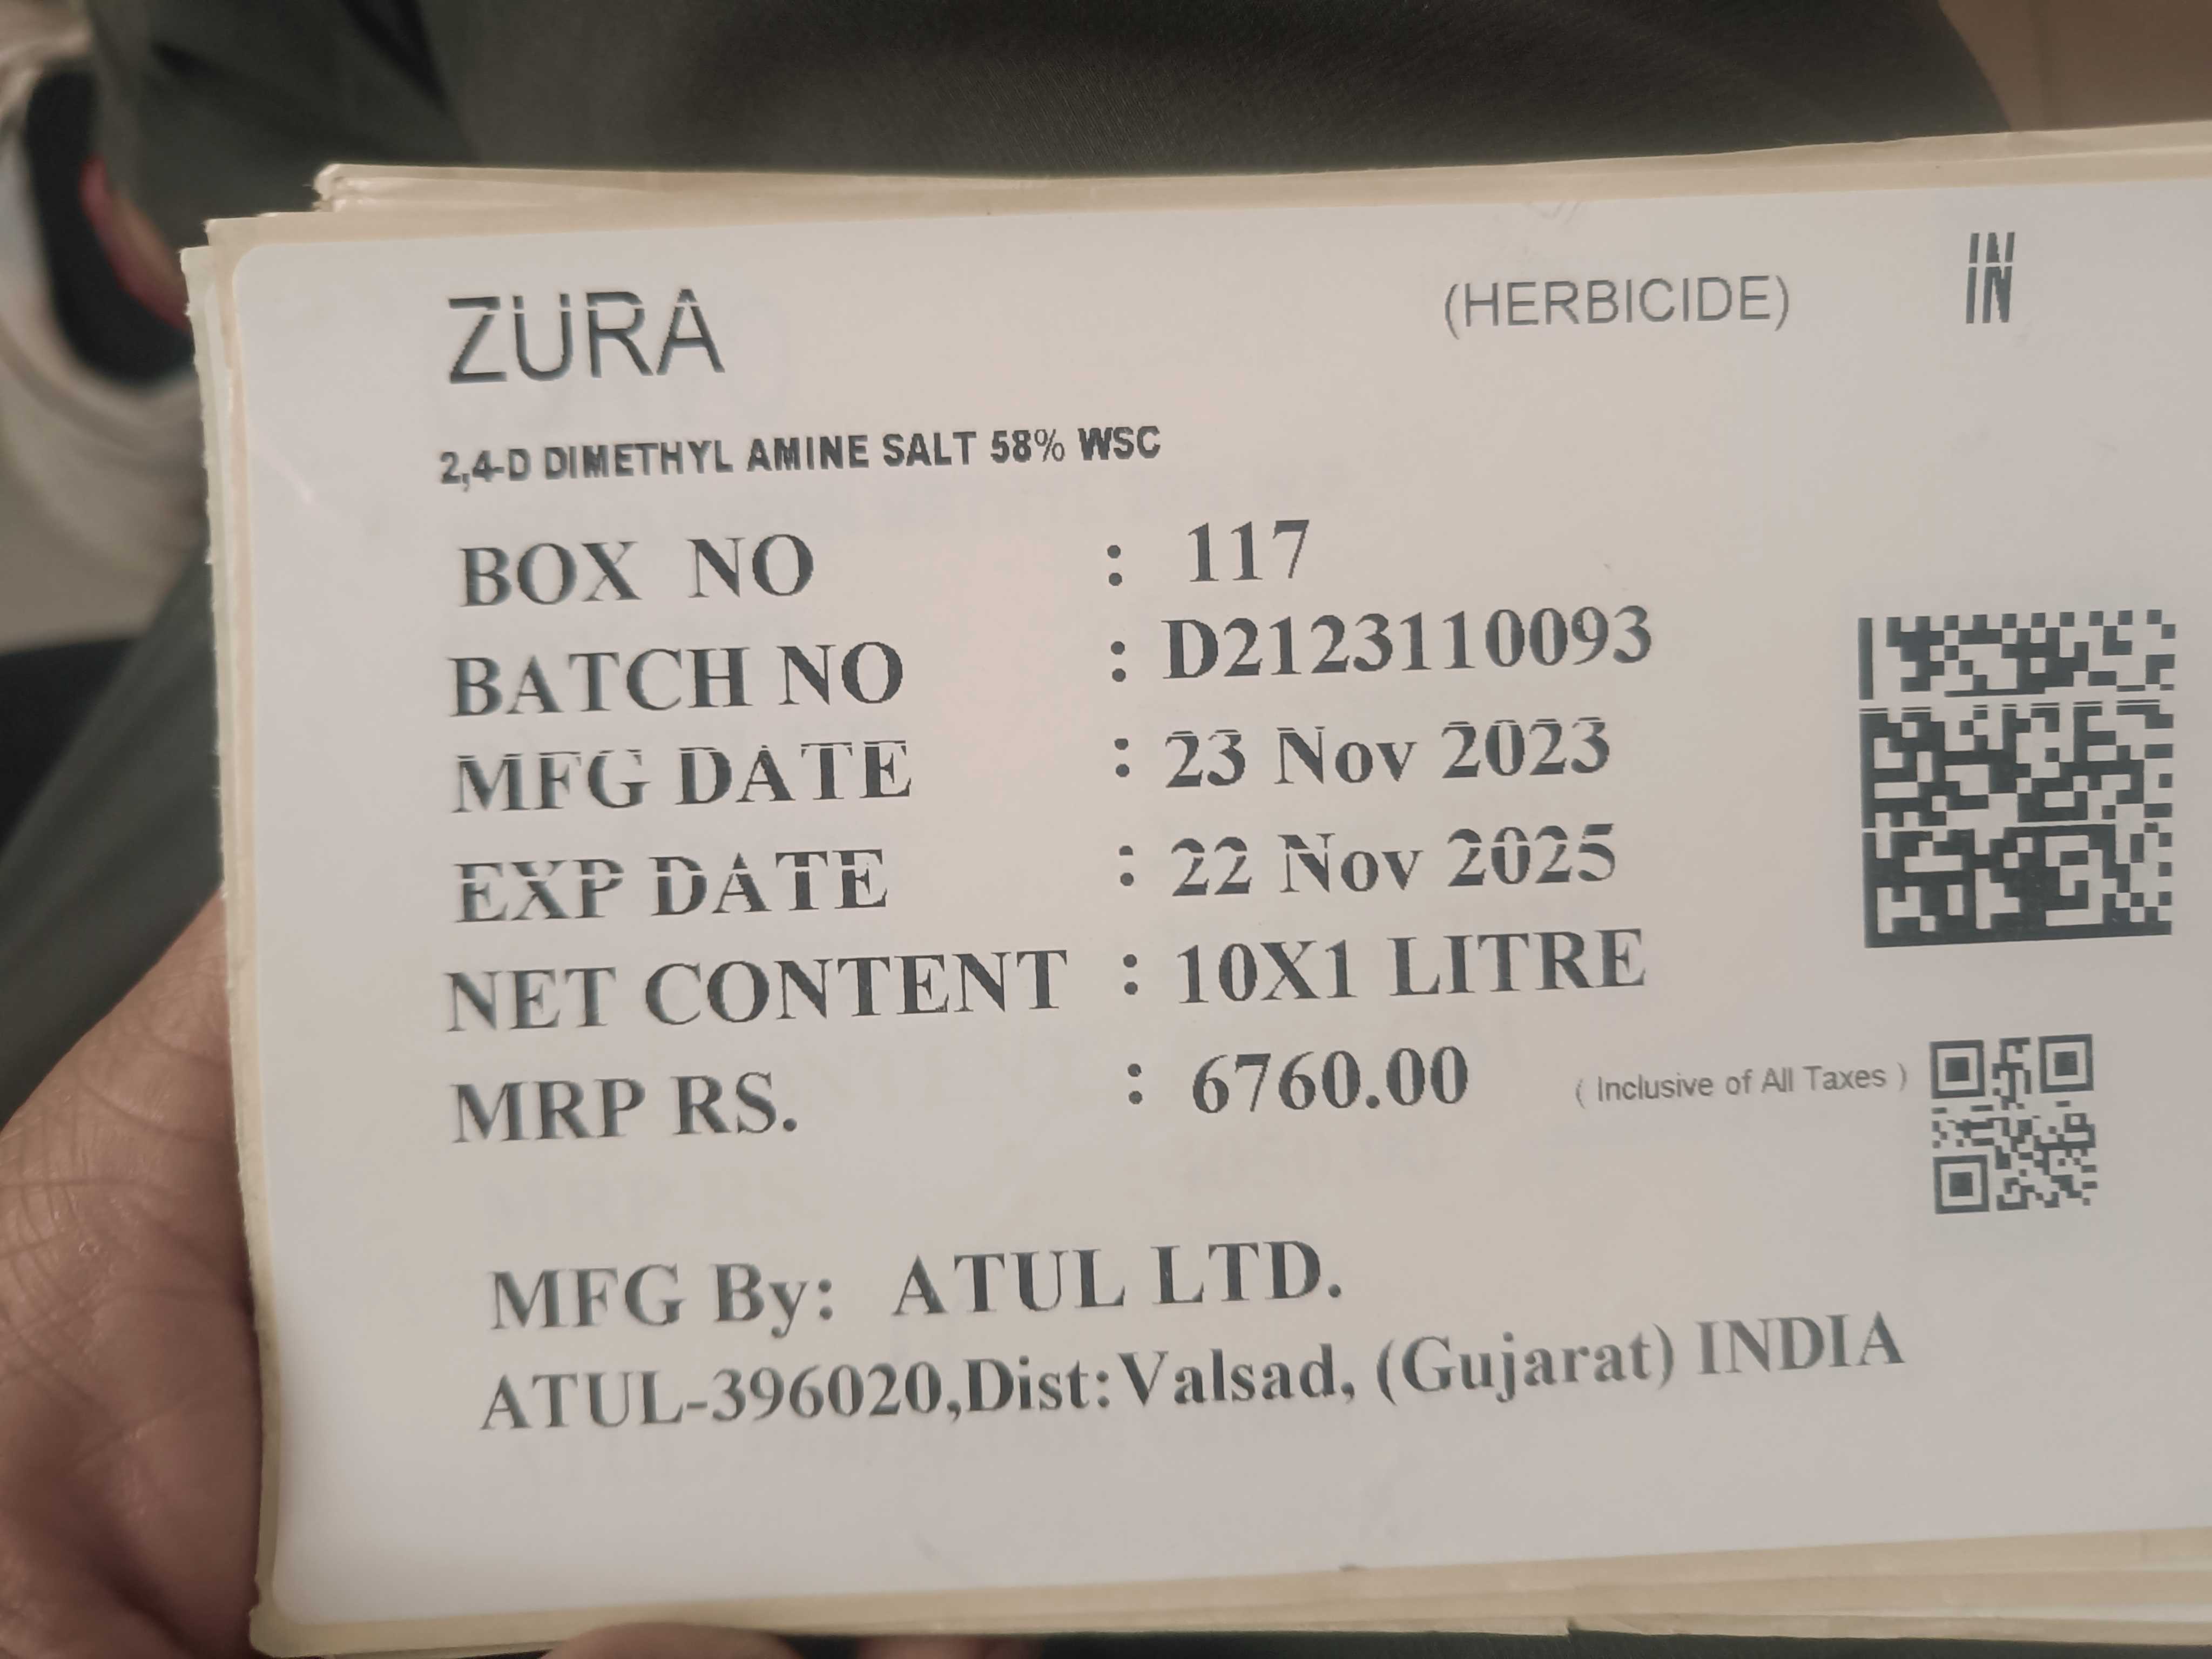 ZURA (HERBICIDE) IN
2,4-D DIMETHYL AMINE SALT 58% WSC
BOX NO : 117
BATCH NO : D2123110093
MFG DATE : 23 Nov 2023
EXP DATE : 22 Nov 2025
NET CONTENT : 10X1 LITRE
MRP RS. : 6760.00 ( Inclusive of All Taxes )
MFG By: ATUL LTD.
ATUL-396020,Dist:Valsad, (Gujarat) INDIA